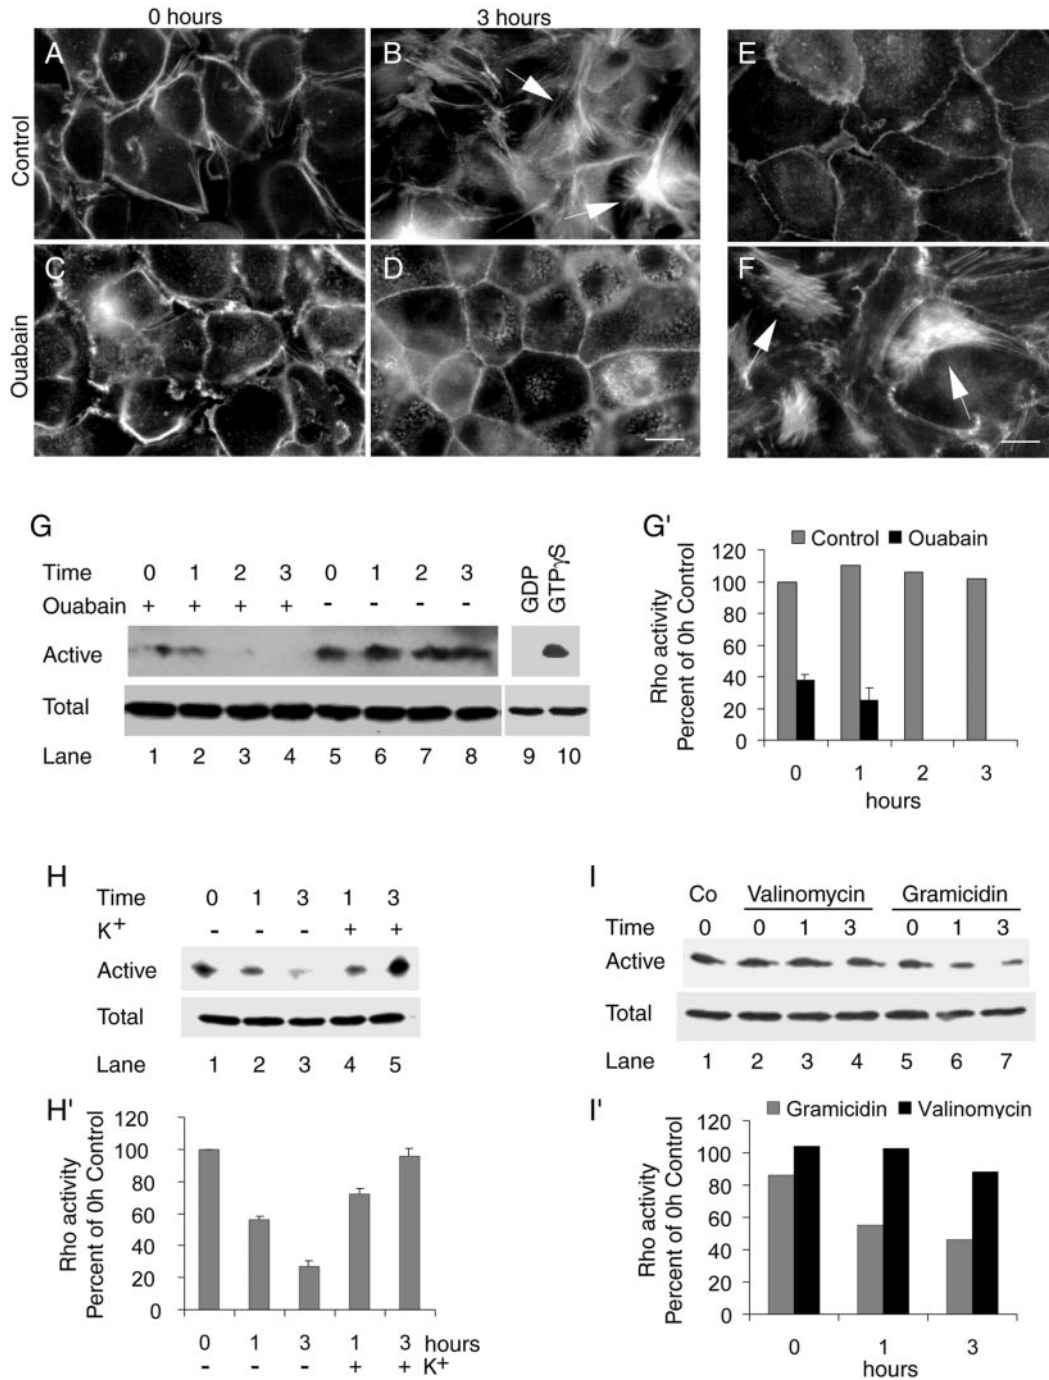 0 hours 3 hours
A B E
Control
C D F
Ouabain
G
Time 0 1 2 3 0 1 2 3 GDP GTPγS
Ouabain + + + + - - - -
Active
Total
Lane 1 2 3 4 5 6 7 8 9 10
G'
Control Ouabain
Rho activity
Percent of 0h Control
120
100
80
60
40
20
0
0 1 2 3
hours
H
Time 0 1 3 1 3
K+ - - - + +
Active
Total
Lane 1 2 3 4 5
I
Co Valinomycin Gramicidin
Time 0 0 1 3 0 1 3
Active
Total
Lane 1 2 3 4 5 6 7
H'
Rho activity
Percent of 0h Control
120
100
80
60
40
20
0
0 1 3 1 3 hours
- - - + + K+
I'
Gramicidin Valinomycin
Rho activity
Percent of 0h Control
120
100
80
60
40
20
0
0 1 3
hours